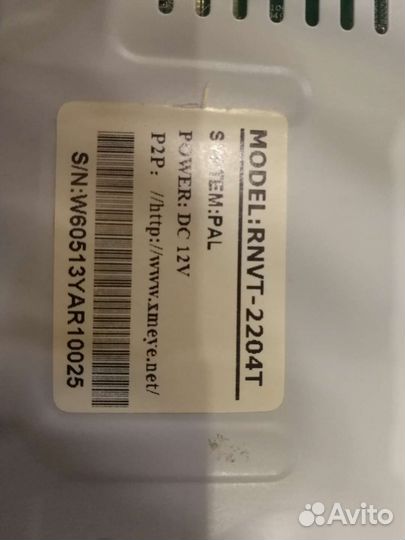 MODEL:RNVT-2204T
SYSTEM:PAL
POWER: DC 12V
P2P: //http://www.xmeye.net/
S/N:W60513YAR10025
Avito